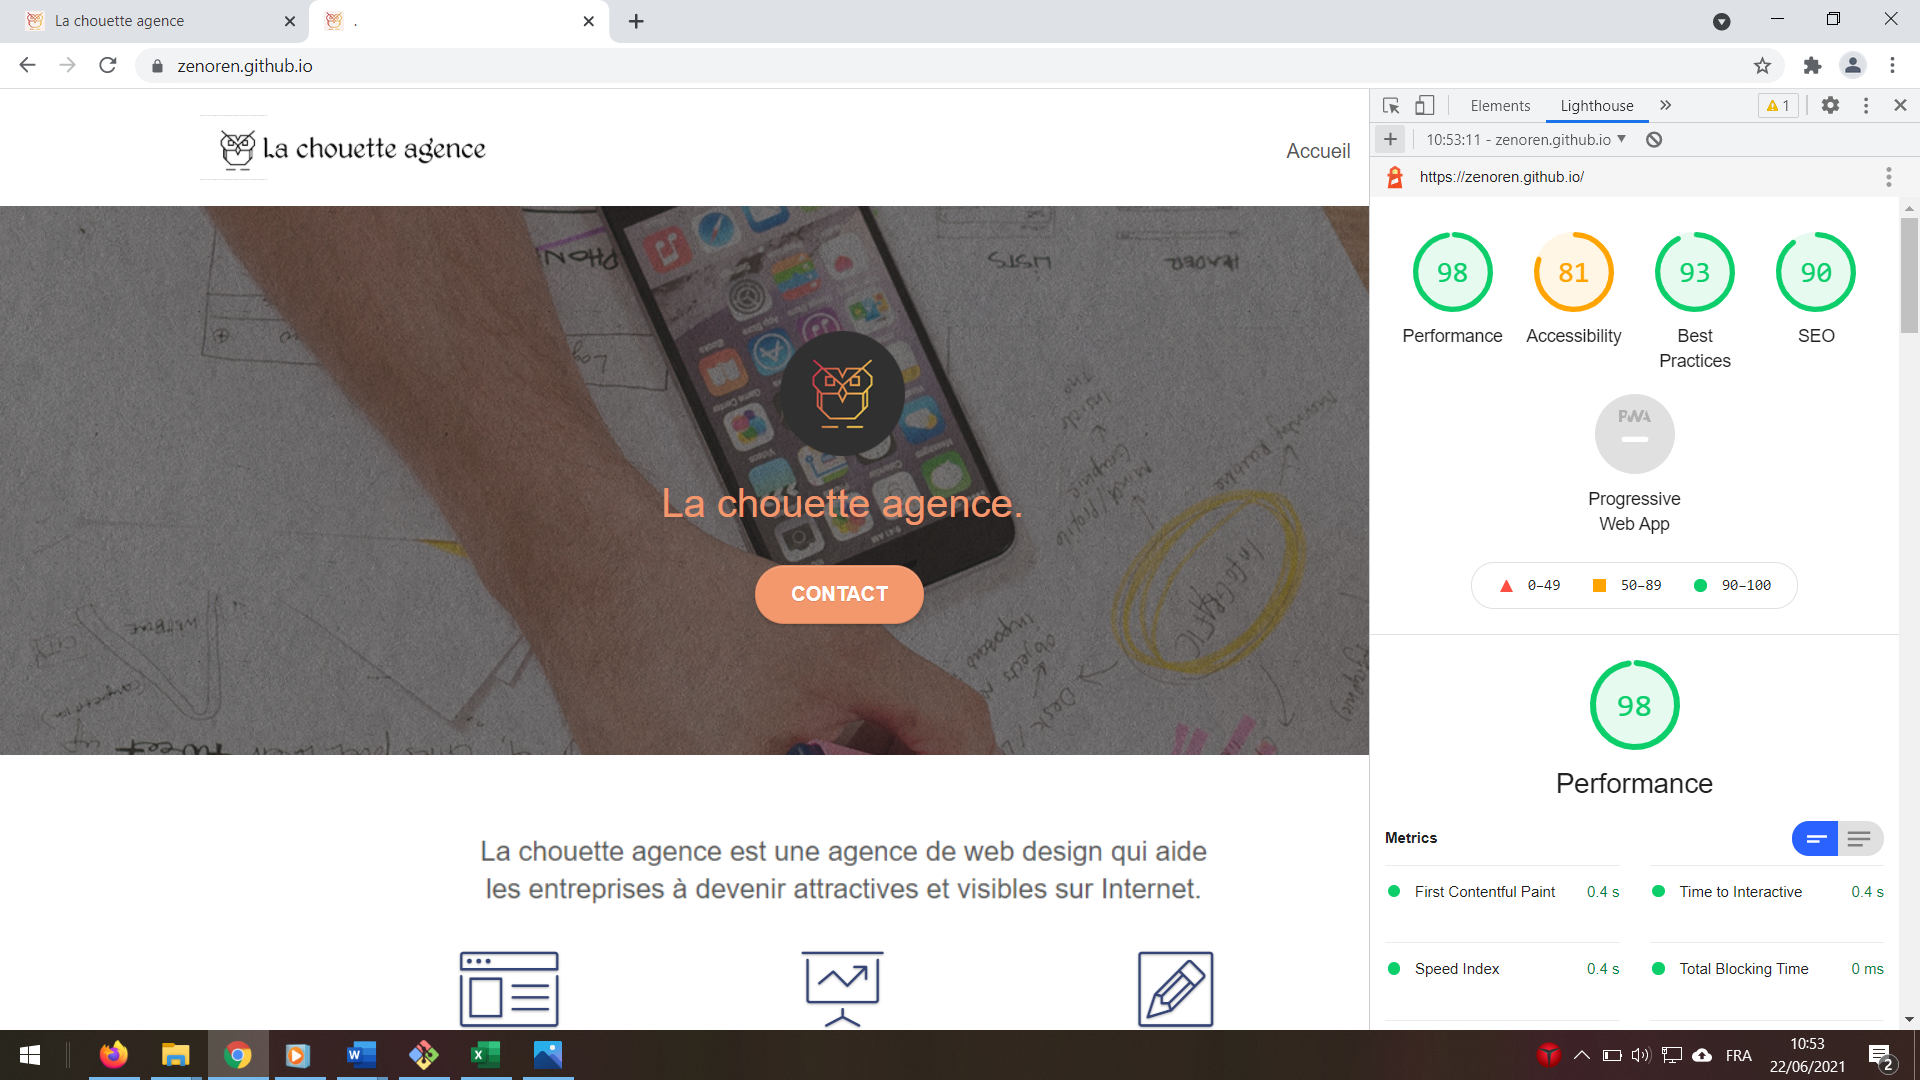 La chouette agence
.
zenoren.github.io
La chouette agence
Accueil
PHON
LISTS
HEADER
La chouette agence.
CONTACT
La chouette agence est une agence de web design qui aide
les entreprises à devenir attractives et visibles sur Internet.
Elements
Lighthouse
1
10:53:11 - zenoren.github.io
https://zenoren.github.io/
98
81
93
90
Performance
Accessibility
Best
Practices
SEO
PWA
Progressive
Web App
0–49
50–89
90–100
98
Performance
Metrics
First Contentful Paint 0.4 s
Time to Interactive 0.4 s
Speed Index 0.4 s
Total Blocking Time 0 ms
FRA
10:53
22/06/2021
2